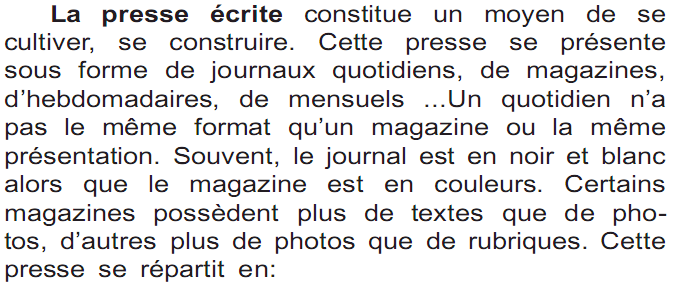 La presse écrite constitue un moyen de se
cultiver, se construire. Cette presse se présente
sous forme de journaux quotidiens, de magazines,
d'hebdomadaires, de mensuels ...Un quotidien n'a
pas le même format qu'un magazine ou la même
présentation. Souvent, le journal est en noir et blanc
alors que le magazine est en couleurs. Certains
magazines possèdent plus de textes que de pho-
tos, d'autres plus de photos que de rubriques. Cette
presse se répartit en: